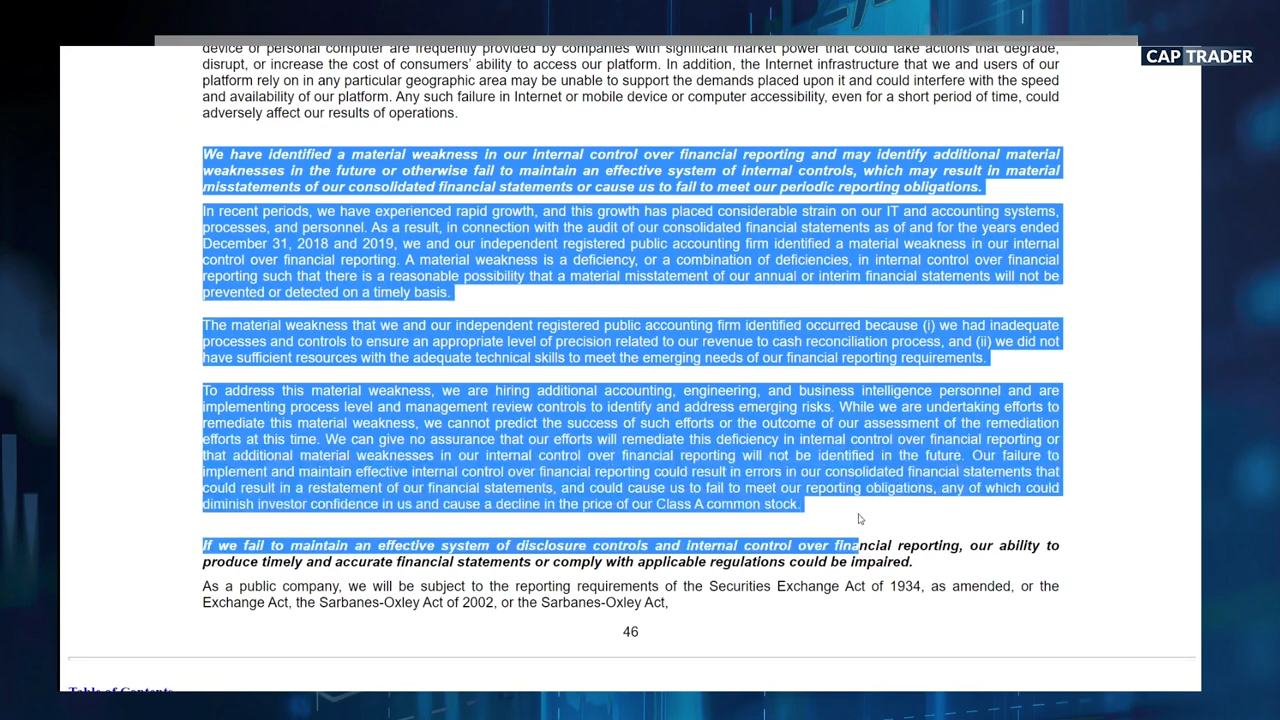 device or personal computer are frequently provided by companies with significant market power that could take actions that degrade,
disrupt, or increase the cost of consumers' ability to access our platform. In addition, the Internet infrastructure that we and users of our
platform rely on in any particular geographic area may be unable to support the demands placed upon it and could interfere with the speed
and availability of our platform. Any such failure in Internet or mobile device or computer accessibility, even for a short period of time, could
adversely affect our results of operations.
CAP TRADER
We have identified a material weakness in our internal control over financial reporting and may identify additional material
weaknesses in the future or otherwise fail to maintain an effective system of internal controls, which may result in material
misstatements of our consolidated financial statements or cause us to fail to meet our periodic reporting obligations.
In recent periods, we have experienced rapid growth, and this growth has placed considerable strain on our IT and accounting systems,
processes, and personnel. As a result, in connection with the audit of our consolidated financial statements as of and for the years ended
December 31, 2018 and 2019, we and our independent registered public accounting firm identified a material weakness in our internal
control over financial reporting. A material weakness is a deficiency, or a combination of deficiencies, in internal control over financial
reporting such that there is a reasonable possibility that a material misstatement of our annual or interim financial statements will not be
prevented or detected on a timely basis.
The material weakness that we and our independent registered public accounting firm identified occurred because (i) we had inadequate
processes and controls to ensure an appropriate level of precision related to our revenue to cash reconciliation process, and (ii) we did not
have sufficient resources with the adequate technical skills to meet the emerging needs of our financial reporting requirements.
To address this material weakness, we are hiring additional accounting, engineering, and business intelligence personnel and are
implementing process level and management review controls to identify and address emerging risks. While we are undertaking efforts to
remediate this material weakness, we cannot predict the success of such efforts or the outcome of our assessment of the remediation
efforts at this time. We can give no assurance that our efforts will remediate this deficiency in internal control over financial reporting or
that additional material weaknesses in our internal control over financial reporting will not be identified in the future. Our failure to
implement and maintain effective internal control over financial reporting could result in errors in our consolidated financial statements that
could result in a restatement of our financial statements, and could cause us to fail to meet our reporting obligations, any of which could
diminish investor confidence in us and cause a decline in the price of our Class A common stock.
If we fail to maintain an effective system of disclosure controls and internal control over financial reporting, our ability to
produce timely and accurate financial statements or comply with applicable regulations could be impaired.
As a public company, we will be subject to the reporting requirements of the Securities Exchange Act of 1934, as amended, or the
Exchange Act, the Sarbanes-Oxley Act of 2002, or the Sarbanes-Oxley Act,
46
Table of Contents